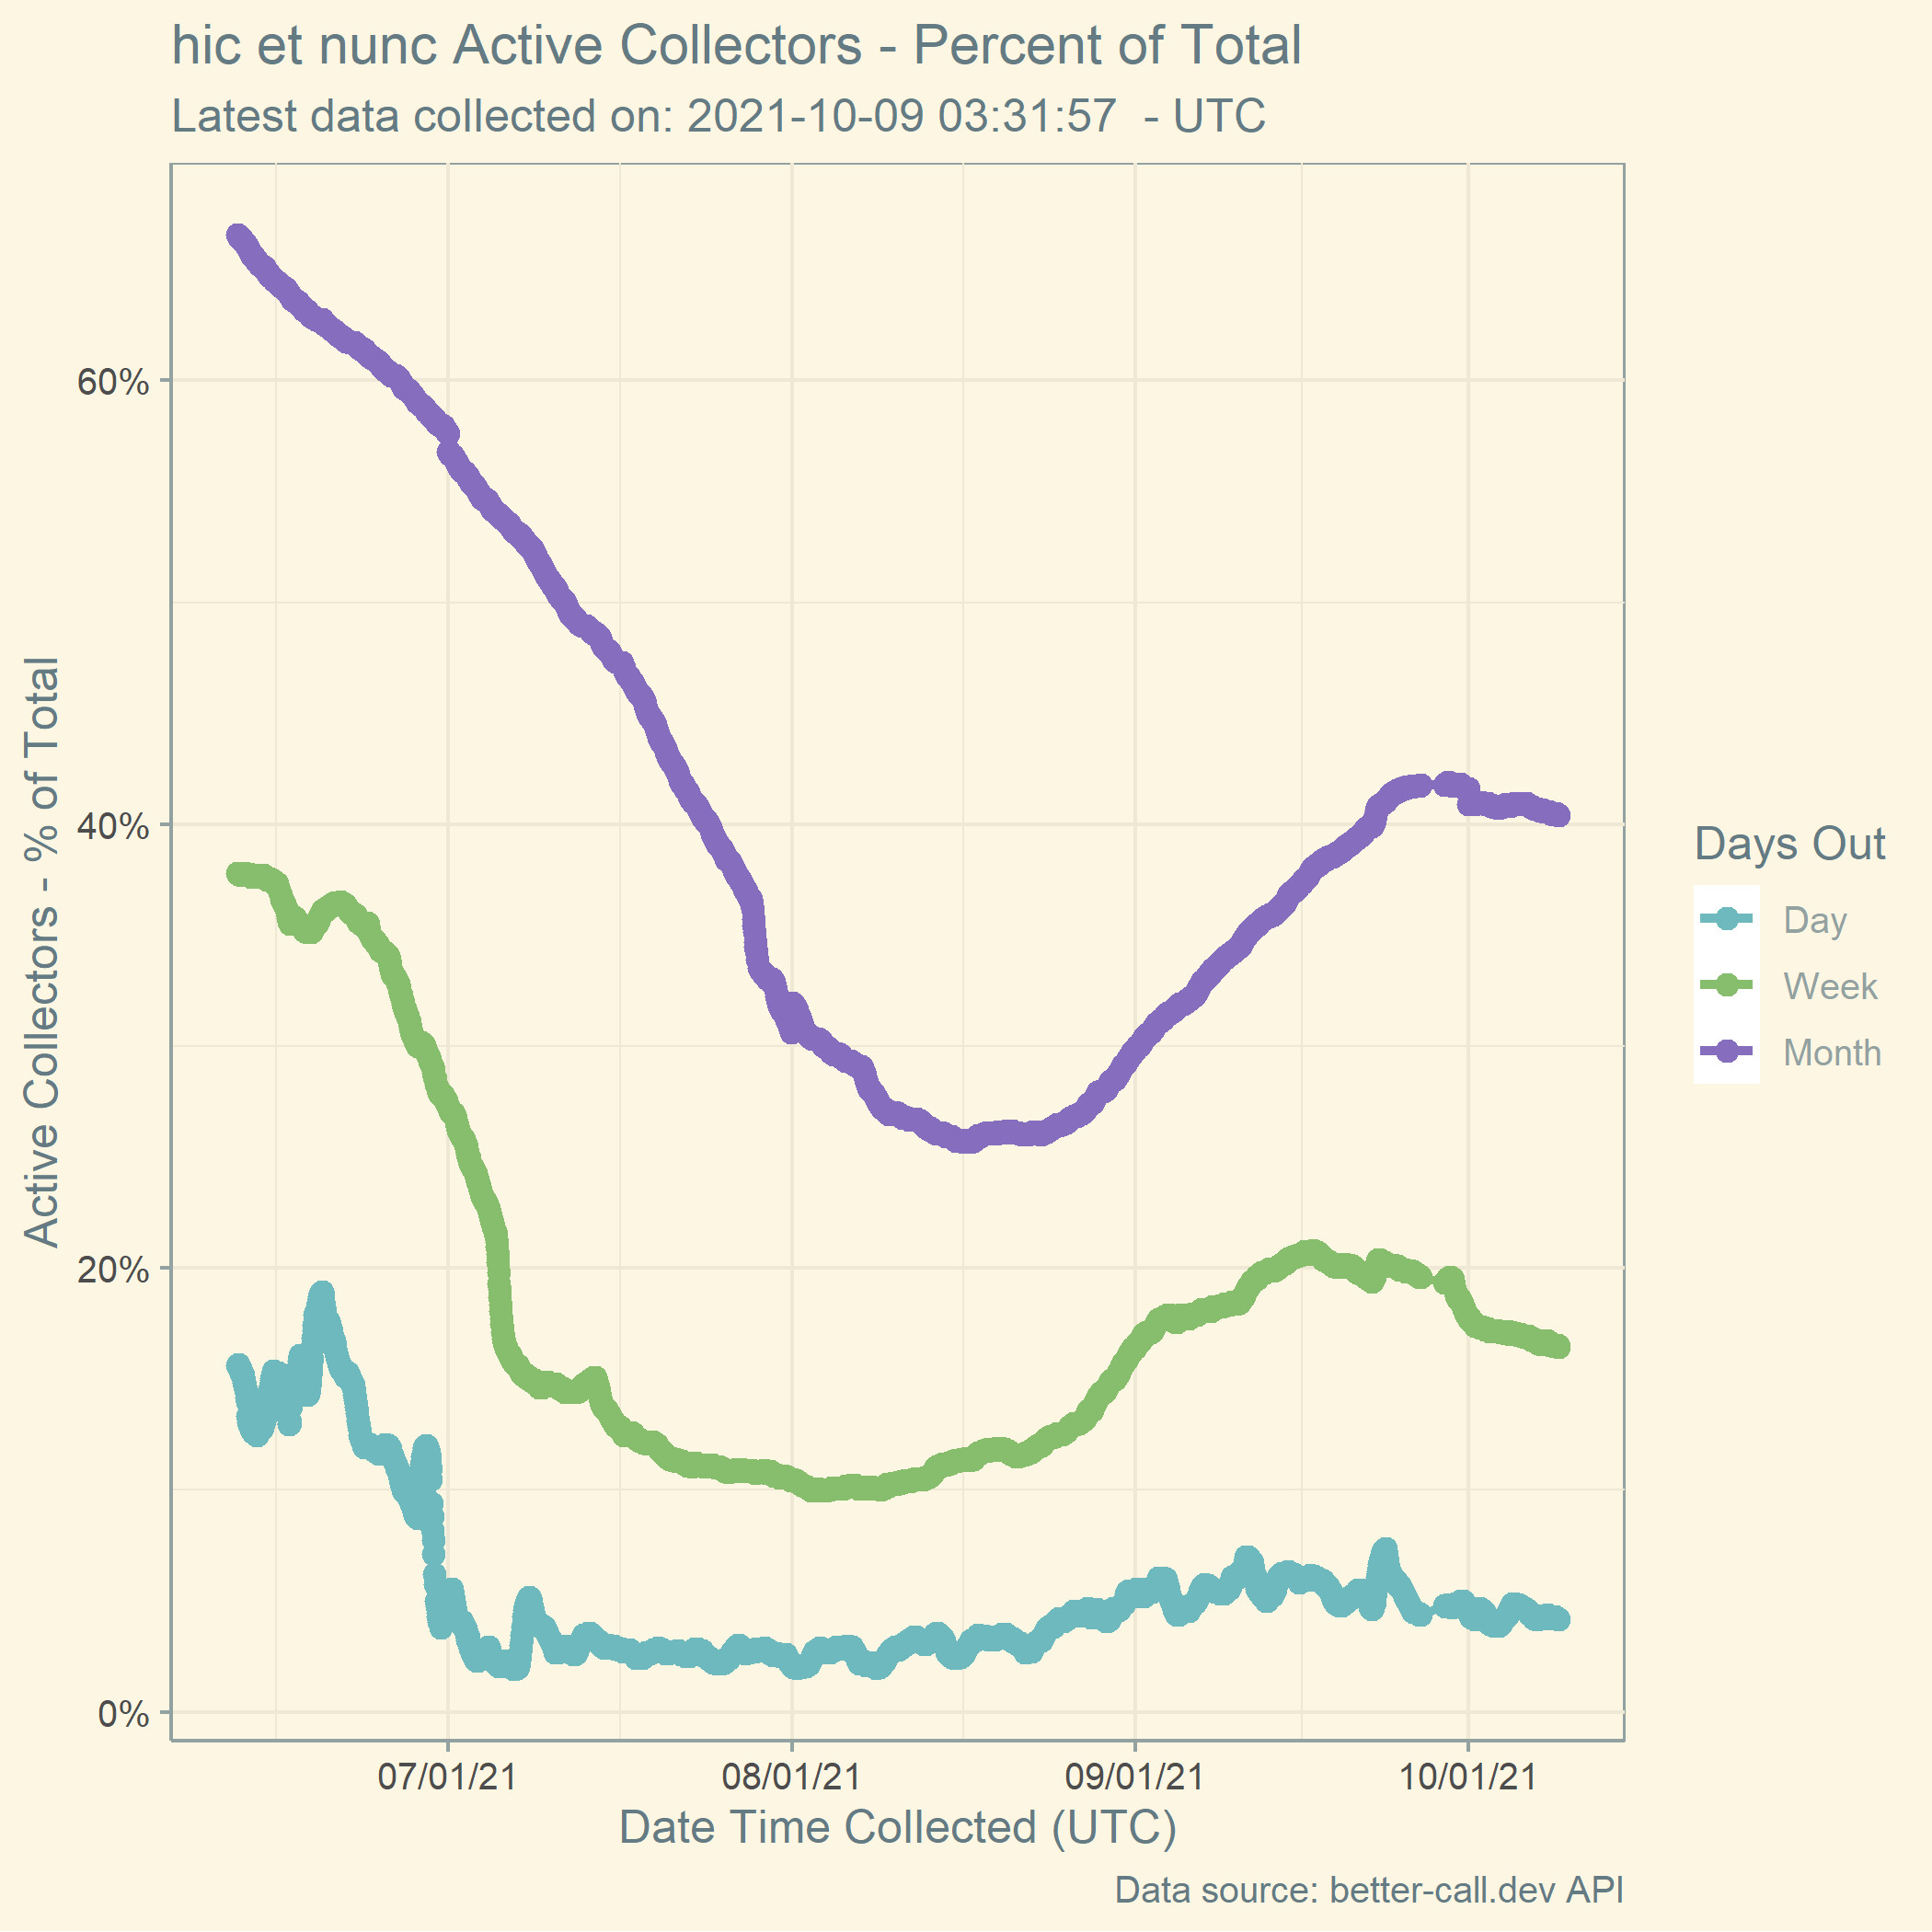 hic et nunc Active Collectors - Percent of Total
Latest data collected on: 2021-10-09 03:31:57  - UTC
Active Collectors - % of Total
60%
40%
20%
0%
07/01/21
08/01/21
09/01/21
10/01/21
Date Time Collected (UTC)
Days Out
Day
Week
Month
Data source: better-call.dev API